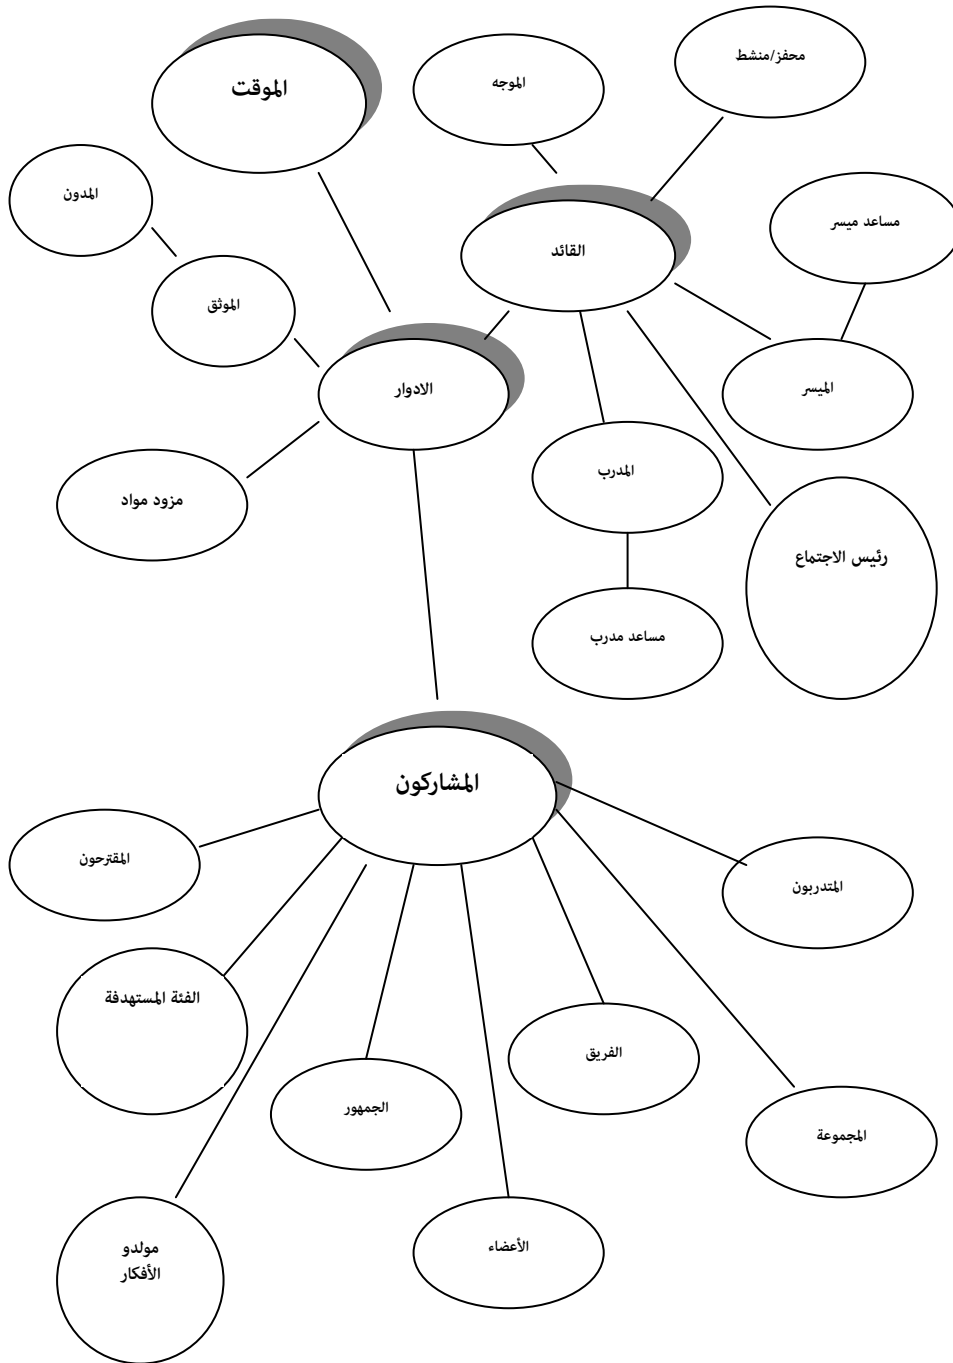 محفز/منشط
الموجه
الموقت
المدون
مساعد ميسر
القائد
الموثق
الادوار
الميسر
المدرب
مزود مواد
رئيس الاجتماع
مساعد مدرب
المشاركون
المقترحون
المتدربون
الفئة المستهدفة
الفريق
الجمهور
المجموعة
الأعضاء
مولدو
الأفكار